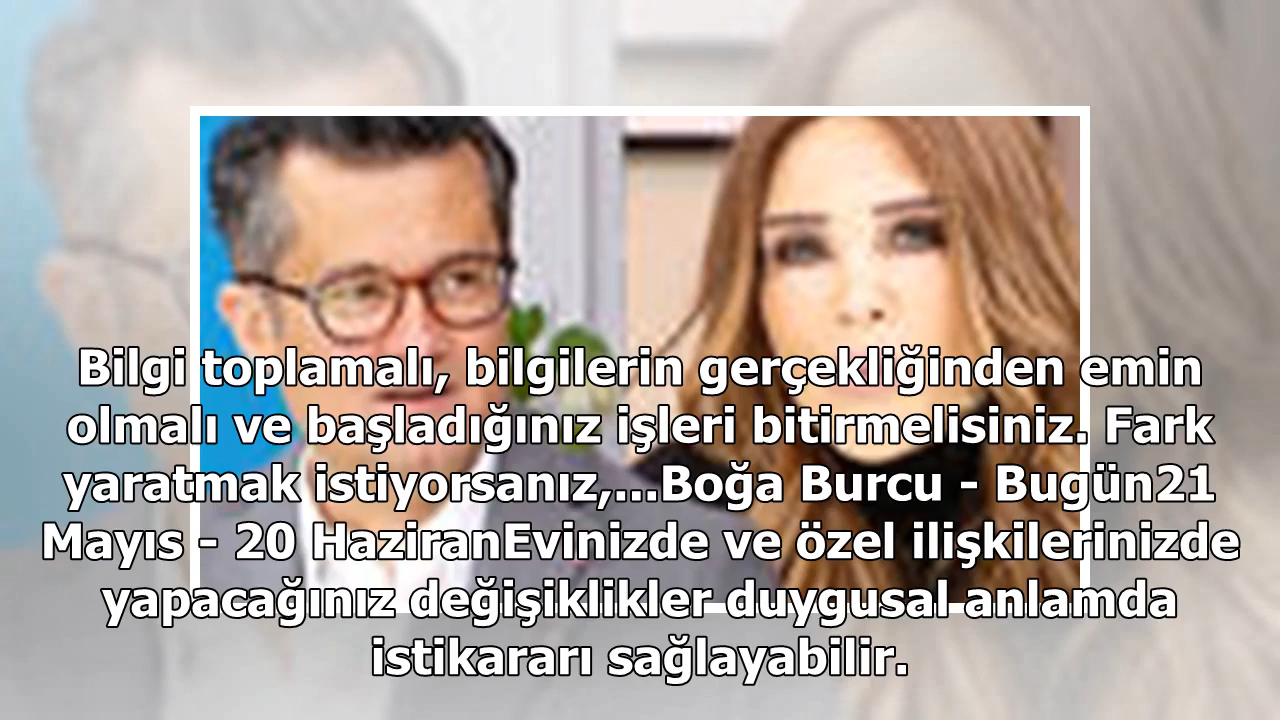 Bilgi toplamalı, bilgilerin gerçekliğinden emin
olmalı ve başladığınız işleri bitirmelisiniz. Fark
yaratmak istiyorsanız,...Boğa Burcu - Bugün21
Mayıs - 20 HaziranEvinizde ve özel ilişkilerinizde
yapacağınız değişiklikler duygusal anlamda
istikararı sağlayabilir.